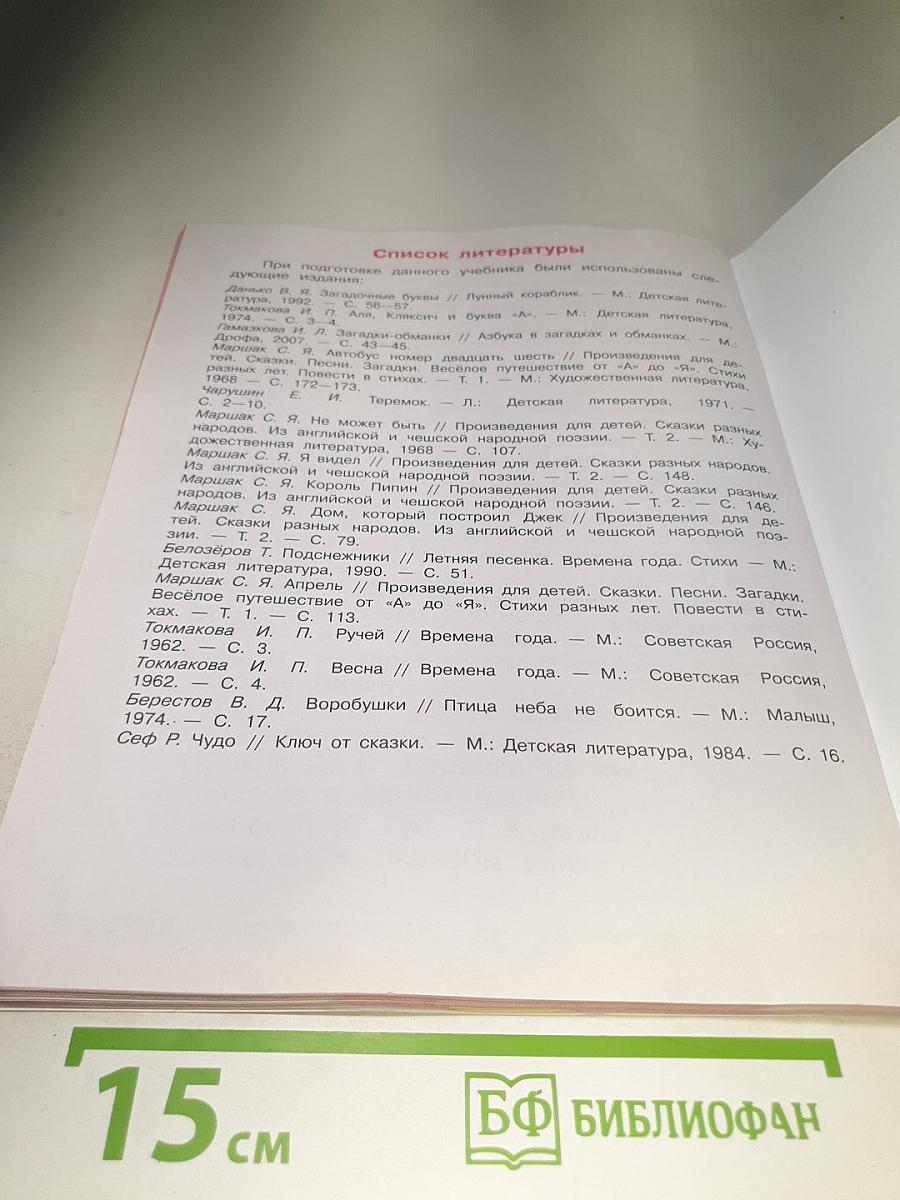 Список литературы
При подготовке данного учебника были использованы сле-
дующие издания:
Данько В. Я. Загадочные буквы // Лунный кораблик. — М.: Детская лите-
ратура, 1992. — С. 56—57.
Токмакова И. П. Аля, Кляксич и буква «А». — М.: Детская литература,
1974. — С. 3—4.
Гамазкова И. Л. Загадки-обманки // Азбука в загадках и обманках. — М.:
Дрофа, 2007. — С. 43—45.
Маршак С. Я. Автобус номер двадцать шесть // Произведения для де-
тей. Сказки. Песни. Загадки. Весёлое путешествие от «А» до «Я». Стихи
разных лет. Повести в стихах. — Т. 1. — М.: Художественная литература,
1968 — С. 172—173.
Чарушин Е. И. Теремок. — Л.: Детская литература, 1971. —
С. 2—10.
Маршак С. Я. Не может быть // Произведения для детей. Сказки разных
народов. Из английской и чешской народной поэзии. — Т. 2. — М.: Ху-
дожественная литература, 1968 — С. 107.
Маршак С. Я. Я видел // Произведения для детей. Сказки разных народов.
Из английской и чешской народной поэзии. — Т. 2. — С. 148.
Маршак С. Я. Король Пипин // Произведения для детей. Сказки разных
народов. Из английской и чешской народной поэзии. — Т. 2. — С. 146.
Маршак С. Я. Дом, который построил Джек // Произведения для де-
тей. Сказки разных народов. Из английской и чешской народной поэ-
зии. — Т. 2. — С. 79.
Белозёров Т. Подснежники // Летняя песенка. Времена года. Стихи — М.:
Детская литература, 1990. — С. 51.
Маршак С. Я. Апрель // Произведения для детей. Сказки. Песни. Загадки.
Весёлое путешествие от «А» до «Я». Стихи разных лет. Повести в сти-
хах. — Т. 1. — С. 113.
Токмакова И. П. Ручей // Времена года. — М.: Советская Россия,
1962. — С. 3.
Токмакова И. П. Весна // Времена года. — М.: Советская Россия,
1962. — С. 4.
Берестов В. Д. Воробушки // Птица неба не боится. — М.: Малыш,
1974. — С. 17.
Сеф Р. Чудо // Ключ от сказки. — М.: Детская литература, 1984. — С. 16.
15 см
БФ БИБЛИОФАН